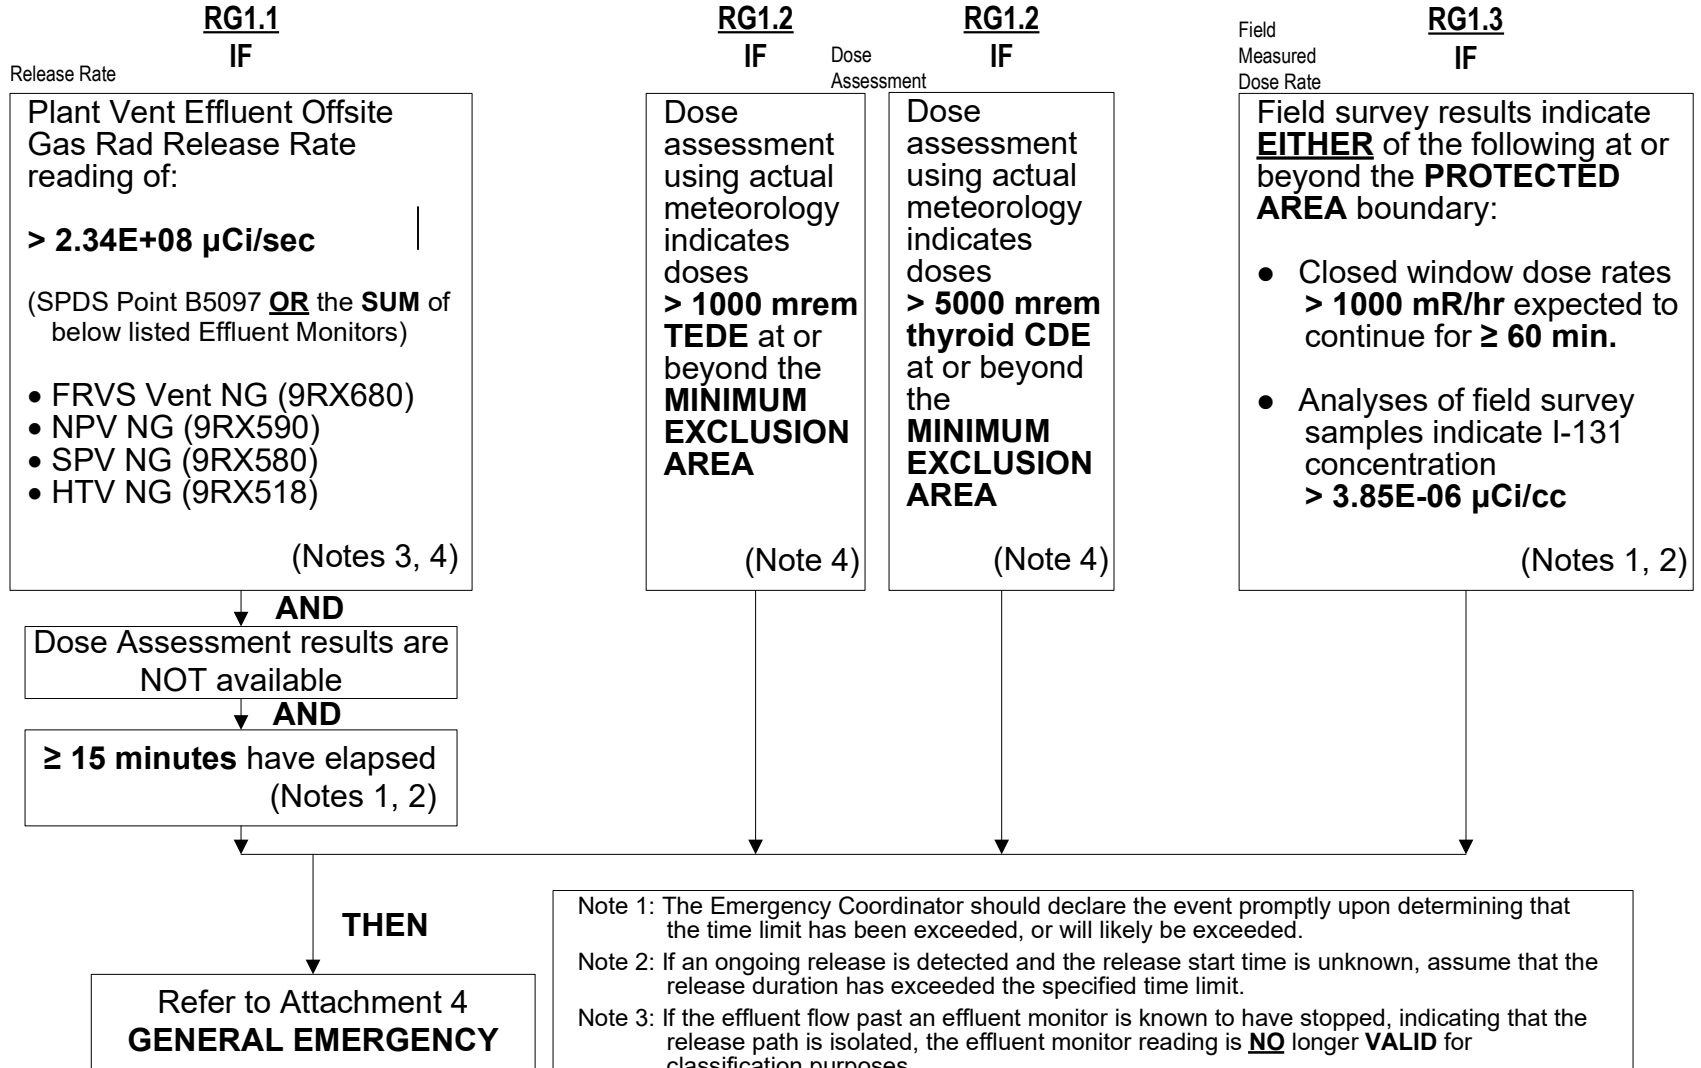 RG1.1
IF
Release Rate
Plant Vent Effluent Offsite
Gas Rad Release Rate
reading of:
> 2.34E+08 µCi/sec
(SPDS Point B5097 OR the SUM of
below listed Effluent Monitors)
• FRVS Vent NG (9RX680)
• NPV NG (9RX590)
• SPV NG (9RX580)
• HTV NG (9RX518)
(Notes 3, 4)
AND
Dose Assessment results are
NOT available
AND
≥ 15 minutes have elapsed
(Notes 1, 2)
RG1.2
IF
Dose
Assessment
Dose
assessment
using actual
meteorology
indicates
doses
> 1000 mrem
TEDE at or
beyond the
MINIMUM
EXCLUSION
AREA
(Note 4)
RG1.2
IF
Dose
assessment
using actual
meteorology
indicates
doses
> 5000 mrem
thyroid CDE
at or beyond
the
MINIMUM
EXCLUSION
AREA
(Note 4)
RG1.3
IF
Field
Measured
Dose Rate
Field survey results indicate
EITHER of the following at or
beyond the PROTECTED
AREA boundary:
● Closed window dose rates
> 1000 mR/hr expected to
continue for ≥ 60 min.
● Analyses of field survey
samples indicate I-131
concentration
> 3.85E-06 µCi/cc
(Notes 1, 2)
THEN
Refer to Attachment 4
GENERAL EMERGENCY
Note 1: The Emergency Coordinator should declare the event promptly upon determining that
the time limit has been exceeded, or will likely be exceeded.
Note 2: If an ongoing release is detected and the release start time is unknown, assume that the
release duration has exceeded the specified time limit.
Note 3: If the effluent flow past an effluent monitor is known to have stopped, indicating that the
release path is isolated, the effluent monitor reading is NO longer VALID for
classification purposes